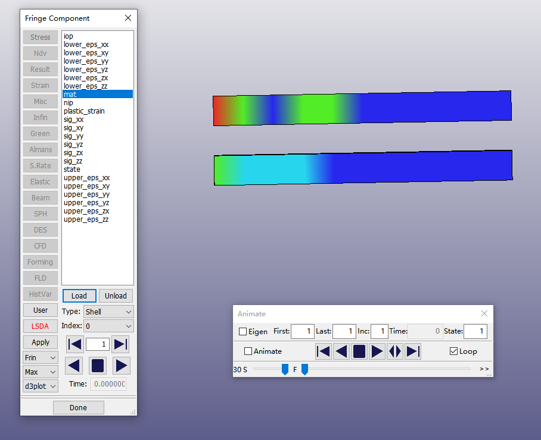 Fringe Component
Stress
Ndv
Result
Strain
Misc
Infin
Green
Almans
S.Rate
Elastic
Beam
SPH
DES
CFD
Forming
FLD
HistVar
User
LSDA
Apply
Frin
Max
d3plot
iop
lower_eps_xx
lower_eps_xy
lower_eps_yy
lower_eps_yz
lower_eps_zx
lower_eps_zz
mat
nip
plastic_strain
sig_xx
sig_xy
sig_yy
sig_yz
sig_zx
sig_zz
state
upper_eps_xx
upper_eps_xy
upper_eps_yy
upper_eps_yz
upper_eps_zx
upper_eps_zz
Load Unload
Type: Shell
Index: 0
1
Time: 0.000000
Done
Animate
Eigen First: 1 Last: 1 Inc: 1 Time: 0 State: 1
Animate Loop
30 S F >>